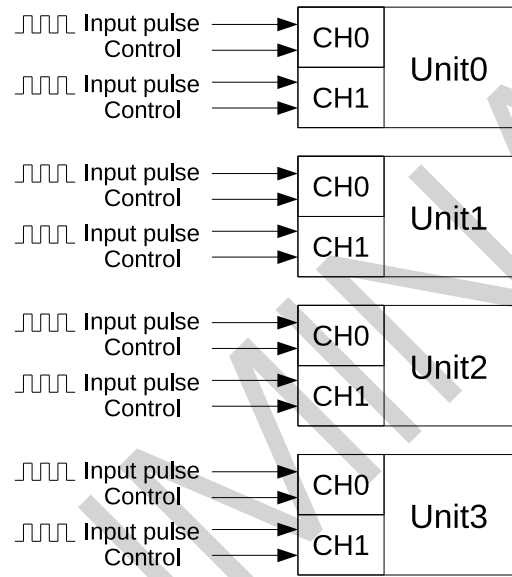 Input pulse
Control
CH0
Input pulse
Control
CH1
Unit0
Input pulse
Control
CH0
Input pulse
Control
CH1
Unit1
Input pulse
Control
CH0
Input pulse
Control
CH1
Unit2
Input pulse
Control
CH0
Input pulse
Control
CH1
Unit3